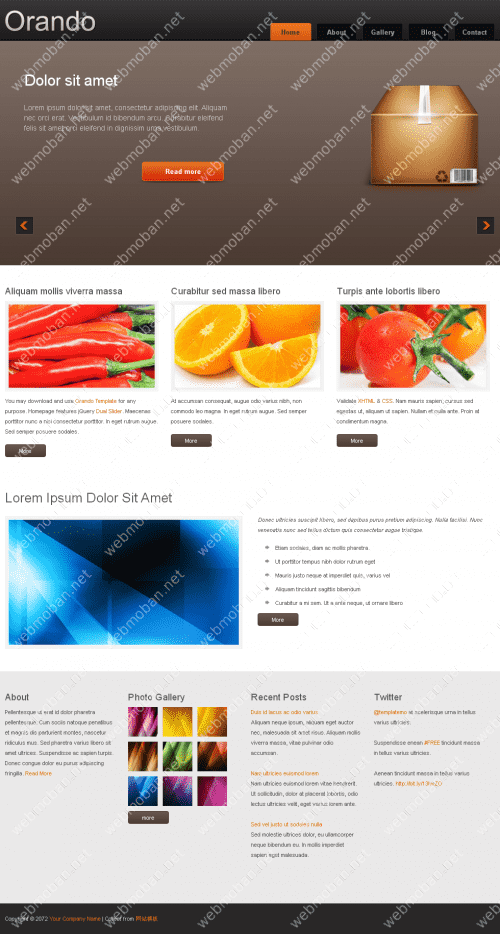 Orando
Home About Gallery Blog Contact
Dolor sit amet
Lorem ipsum dolor sit amet, consectetur adipiscing elit. Aliquam
nec orci erat. Vestibulum id bibendum arcu. Curabitur eleifend
felis sit amet orci eleifend in dignissim urna vestibulum.
Read more
Aliquam mollis viverra massa
You may download and use Orando Template for any
purpose. Homepage features jQuery Dual Slider. Maecenas
porttitor nunc a nisi consectetur porttitor. In eget rutrum augue.
Sed semper posuere sodales.
More
Curabitur sed massa libero
At accumsan consequat, augue odio varius nibh, non
commodo leo magna. In eget rutrum augue. Sed semper
posuere sodales.
More
Turpis ante lobortis libero
Validate XHTML & CSS. Nam mauris sapien, cursus sed
egestas ut, aliquam ut sapien. Nullam et nulla ante. Proin at
condimentum magna.
More
Lorem Ipsum Dolor Sit Amet
Donec ultricies suscipit libero, sed dapibus purus pretium adipiscing. Nulla facilisi. Nunc
venenatis nunc sed tellus dictum quis consectetur augue tristique.
Etiam sodales, diam ac mollis pharetra.
Ut porttitor tempus nibh dolor rutrum eget
Mauris justo neque at imperdiet quis, varius vel
Aliquam tincidunt sagittis bibendum
Curabitur a mi sem. Ut a ante neque, ut ornare libero
More
About
Pellentesque ut erat id dolor pharetra
pellentesque. Cum sociis natoque penatibus
et magnis dis parturient montes, nascetur
ridiculus mus. Sed pharetra varius libero sit
amet ultrices. Suspendisse ac sapien turpis.
Donec congue dolor eu purus adipiscing
fringilla. Read More
Photo Gallery
more
Recent Posts
Duis id lacus ac odio varius
Aliquam neque ipsum, aliquam eget auctor
nec, malesuada sit amet risus. Aliquam mollis
viverra massa, vitae pulvinar odio
accumsan.
Nam ultricies euismod lorem
Nam ultricies euismod lorem vitae hendrerit.
Ut sollicitudin, dolor at placerat lobortis, odio
lectus ultricies velit, eget varius lorem ante.
Sed vel justo ut sodales nulla
Sed molestie ultrices dolor, eu ullamcorper
neque bibendum eu. In mollis imperdiet
sapien eget malesuada.
Twitter
@templatemo at scelerisque urna in tellus
varius ultricies.
Suspendisse enean #FREE tincidunt massa
in tellus varius ultricies.
Aenean tincidunt massa in tellus varius
ultricies.
Copyright © 2072 Your Company Name | Collect from 网站模板
webmoban.net